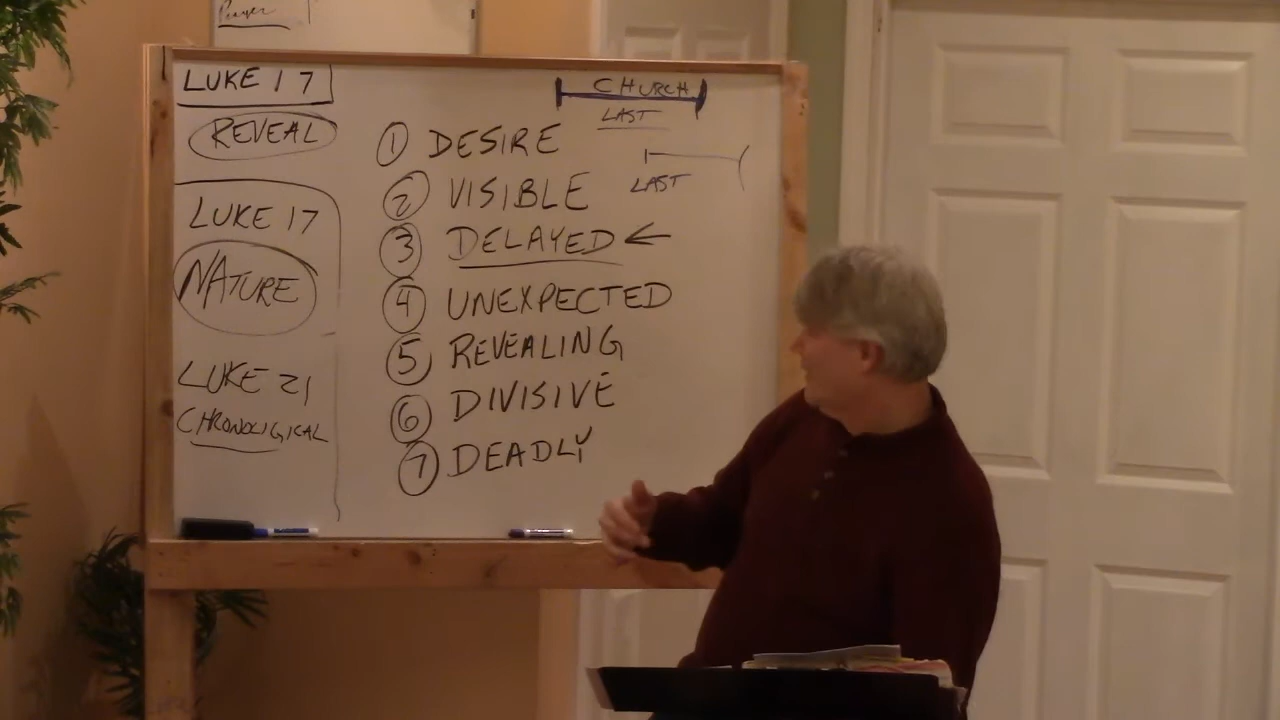 Prayer
LUKE 17
REVEAL
LUKE 17
NATURE
LUKE 21
CHRONOLIGICAL
CHURCH
LAST
LAST
1 DESIRE
2 VISIBLE
3 DELAYED ←
4 UNEXPECTED
5 REVEALING
6 DIVISIVE
7 DEADLY